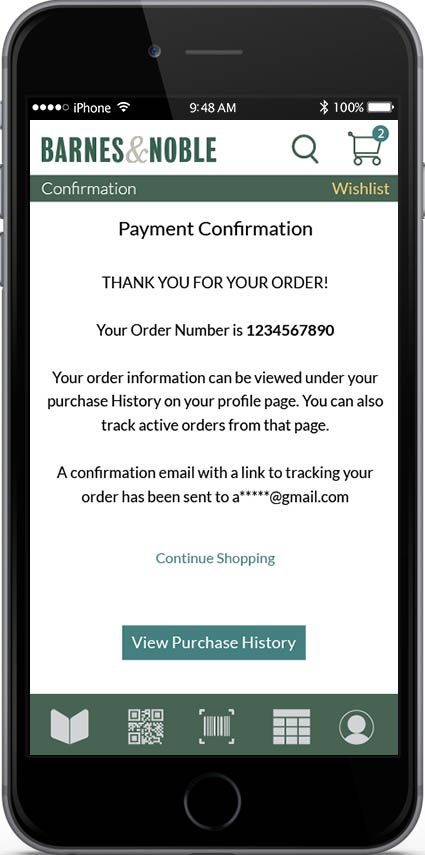 iPhone 9:48 AM 100%
BARNES&NOBLE 2
Confirmation Wishlist
Payment Confirmation
THANK YOU FOR YOUR ORDER!
Your Order Number is 1234567890
Your order information can be viewed under your
purchase History on your profile page. You can also
track active orders from that page.
A confirmation email with a link to tracking your
order has been sent to a*****@gmail.com
Continue Shopping
View Purchase History